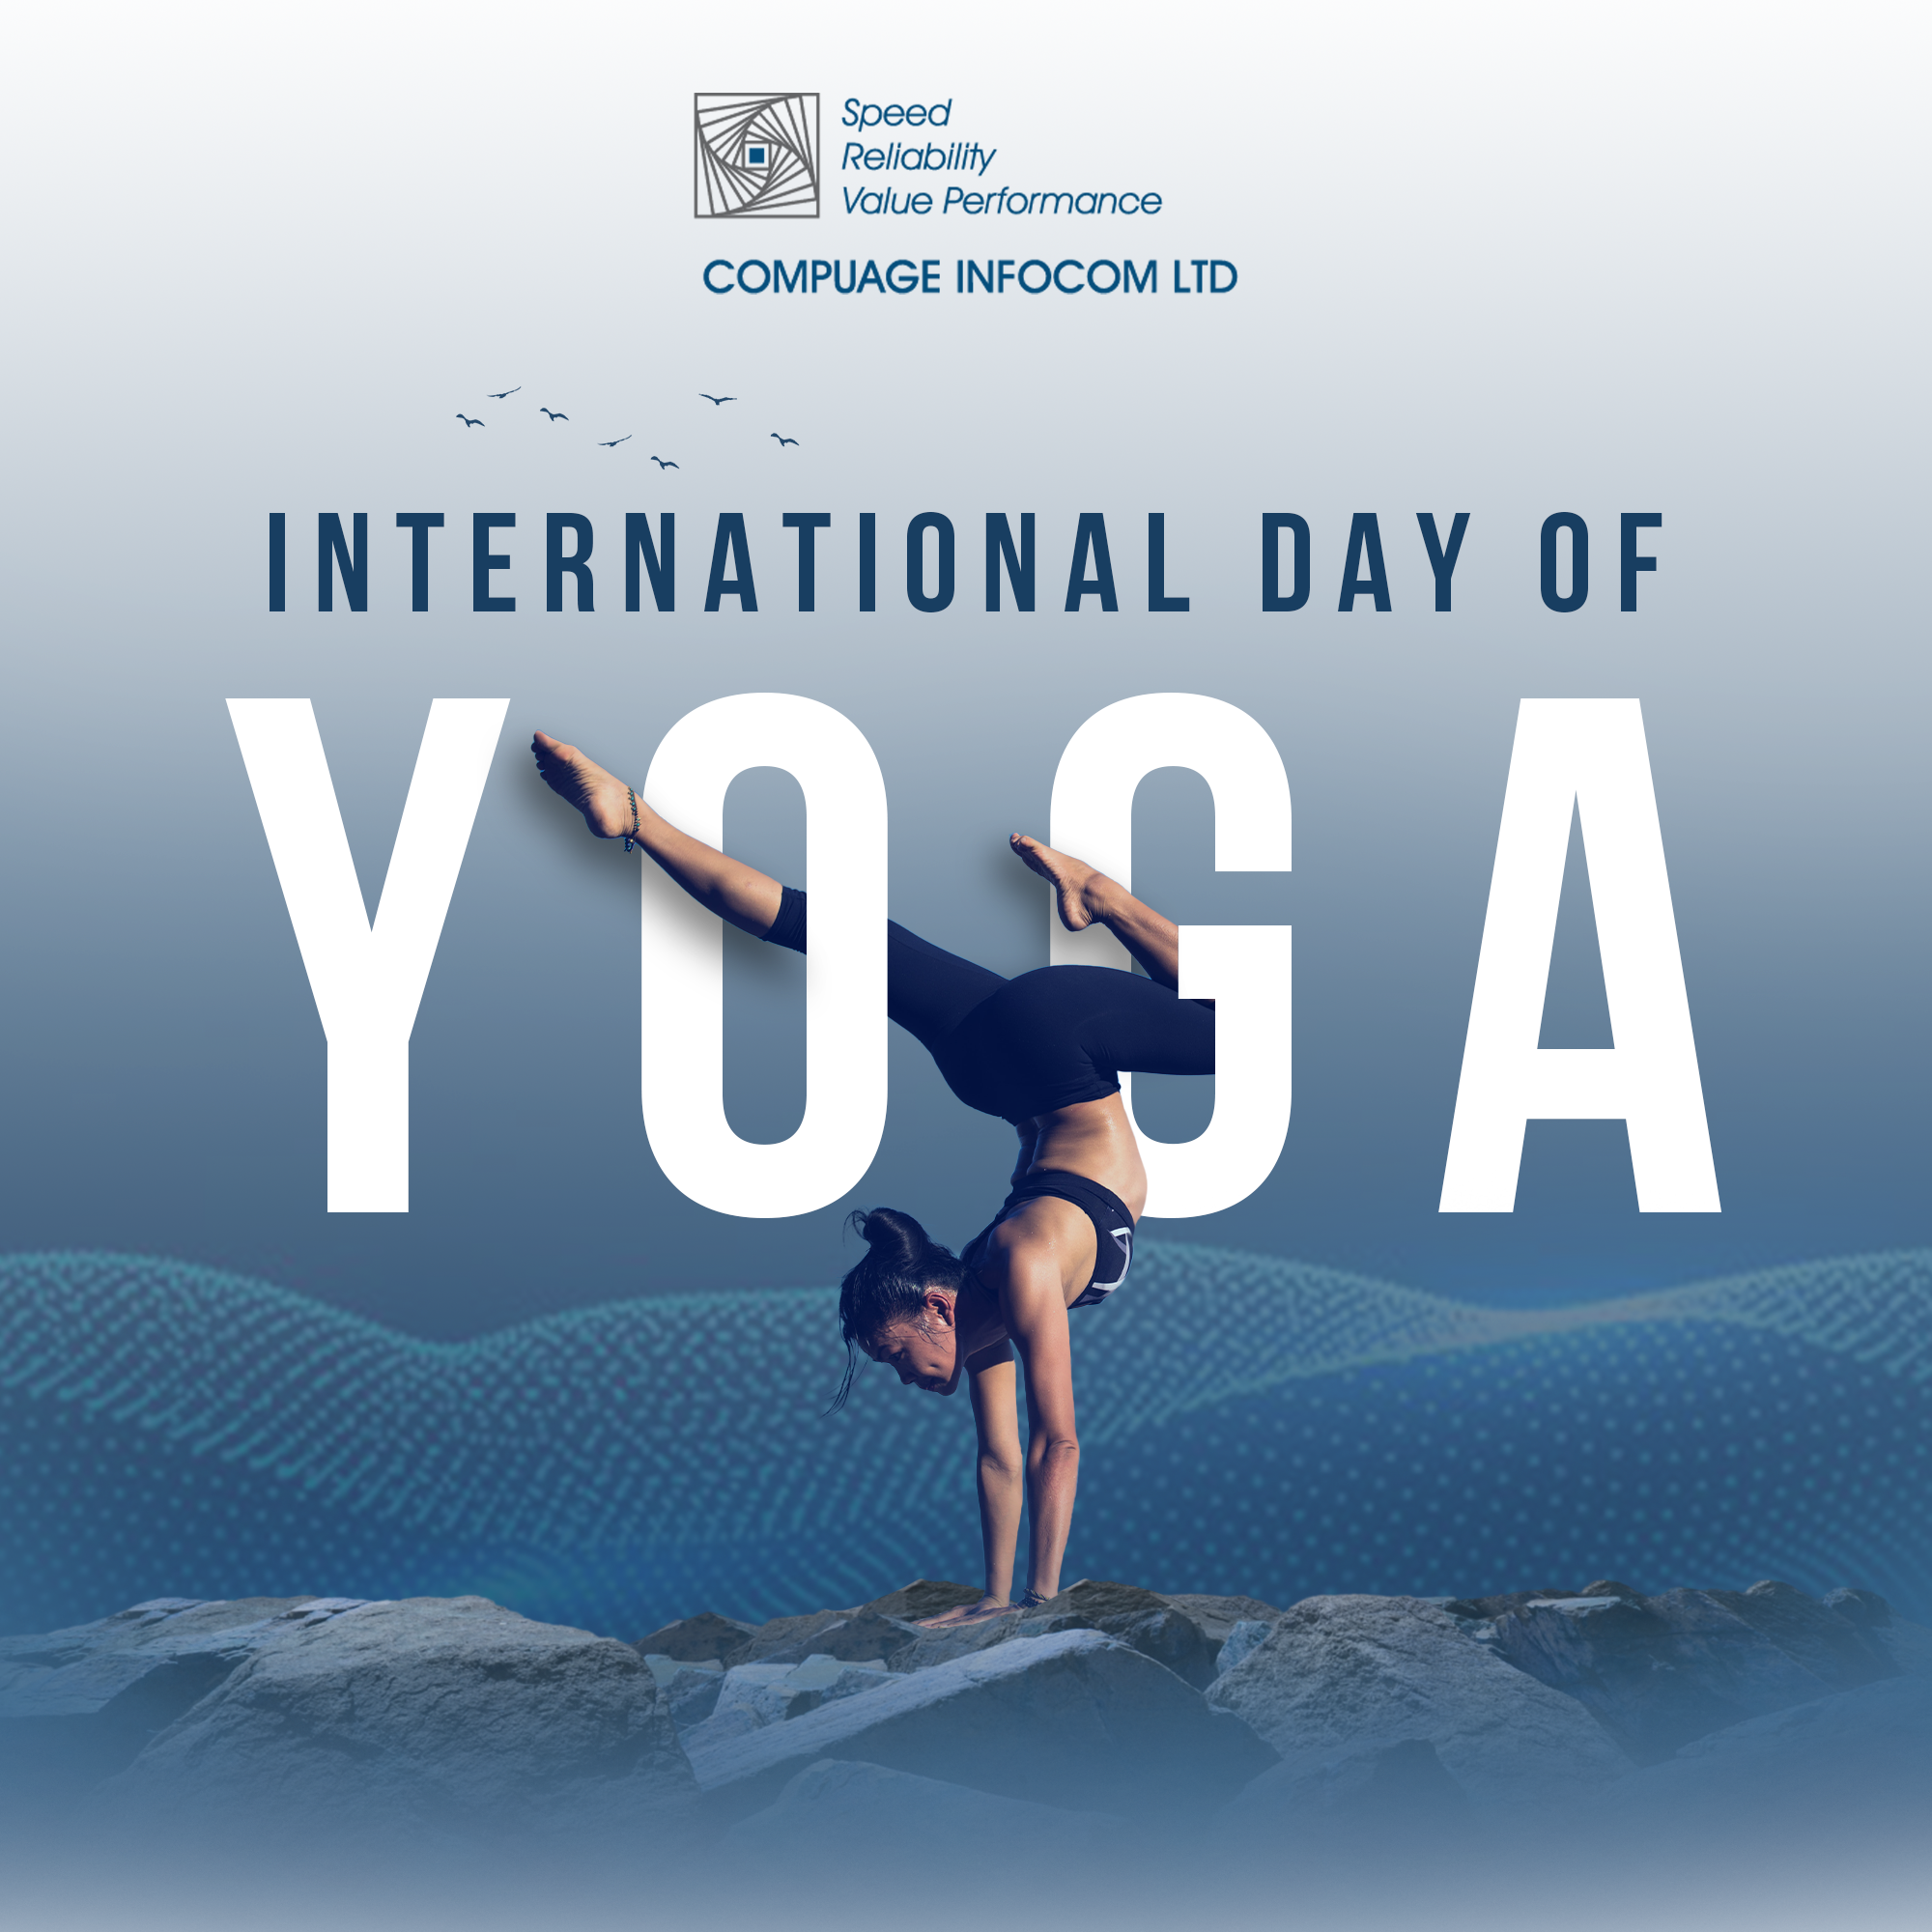 Speed
Reliability
Value Performance
COMPUAGE INFOCOM LTD
INTERNATIONAL DAY OF
YOGA